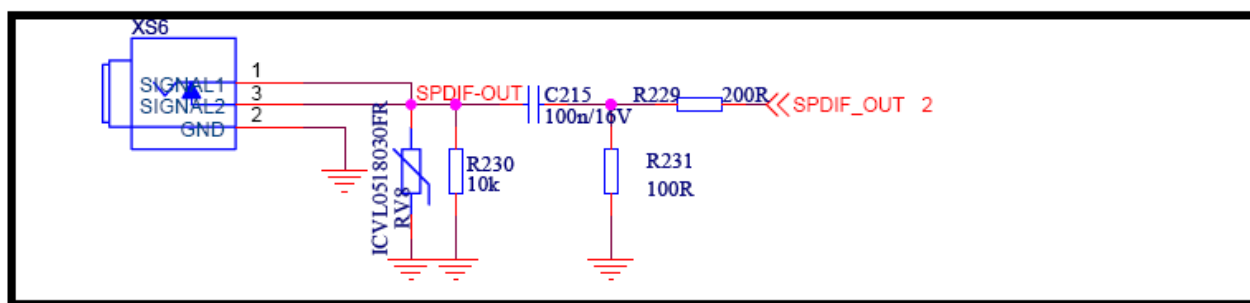 XS6
SIGNAL1
1
SIGNAL2
3
GND
2
SPDIF-OUT
C215
100n/16V
R229
200R
SPDIF_OUT 2
ICVL0518030FR
RV8
R230
10k
R231
100R